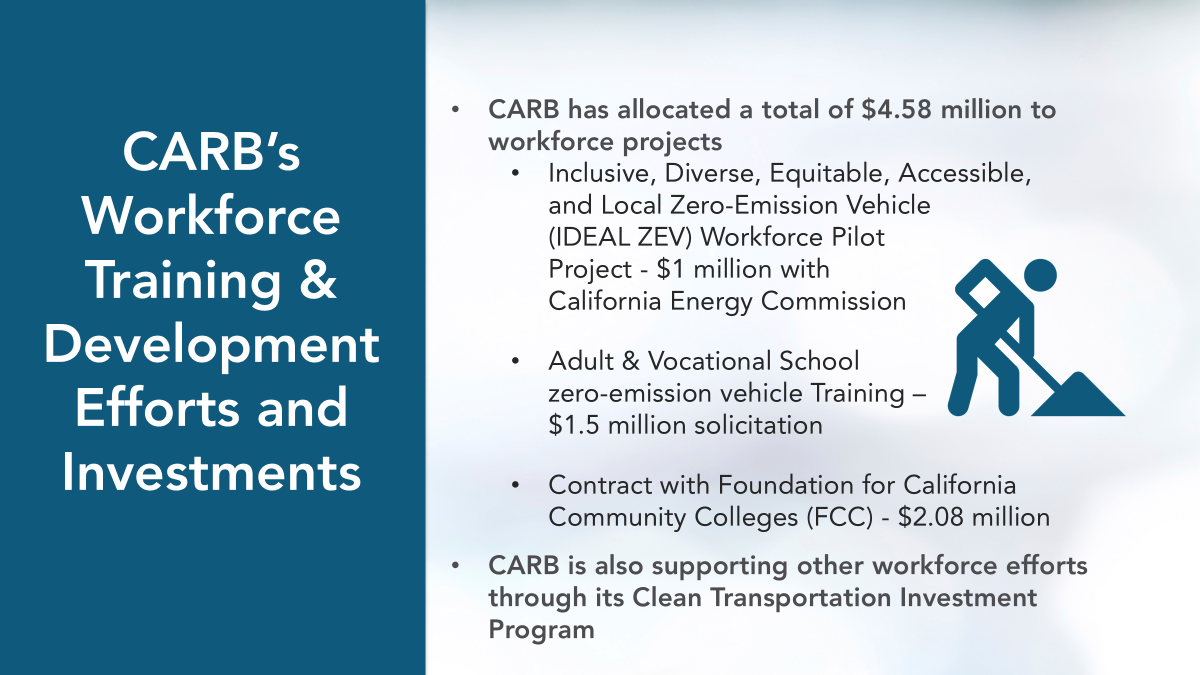 CARB’s
Workforce
Training &
Development
Efforts and
Investments
• CARB has allocated a total of $4.58 million to
workforce projects
• Inclusive, Diverse, Equitable, Accessible,
and Local Zero-Emission Vehicle
(IDEAL ZEV) Workforce Pilot
Project - $1 million with
California Energy Commission
• Adult & Vocational School
zero-emission vehicle Training –
$1.5 million solicitation
• Contract with Foundation for California
Community Colleges (FCC) - $2.08 million
• CARB is also supporting other workforce efforts
through its Clean Transportation Investment
Program